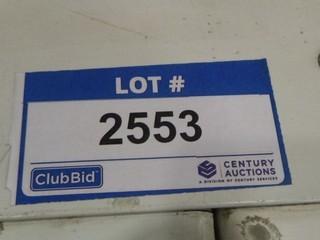 LOT #
2553
ClubBid
CENTURY
AUCTIONS
A DIVISION OF CENTURY SERVICES